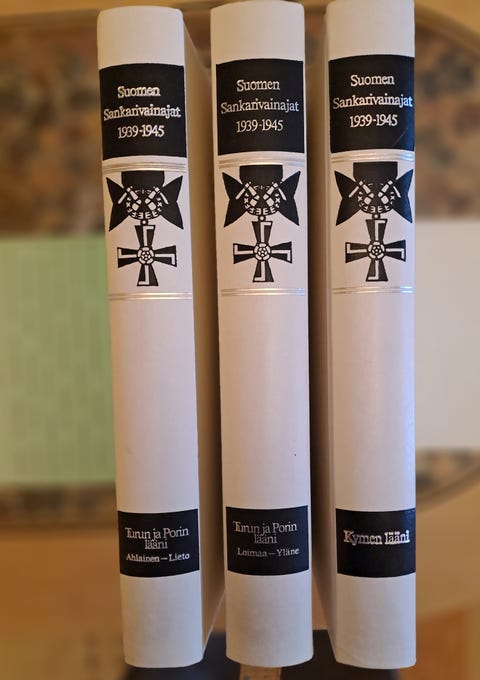 Suomen
Sankarivainajat
1939-1945
Turun ja Porin
lääni
Ahlainen–Lieto
Suomen
Sankarivainajat
1939-1945
Turun ja Porin
lääni
Loimaa–Yläne
Suomen
Sankarivainajat
1939-1945
Kymen lääni